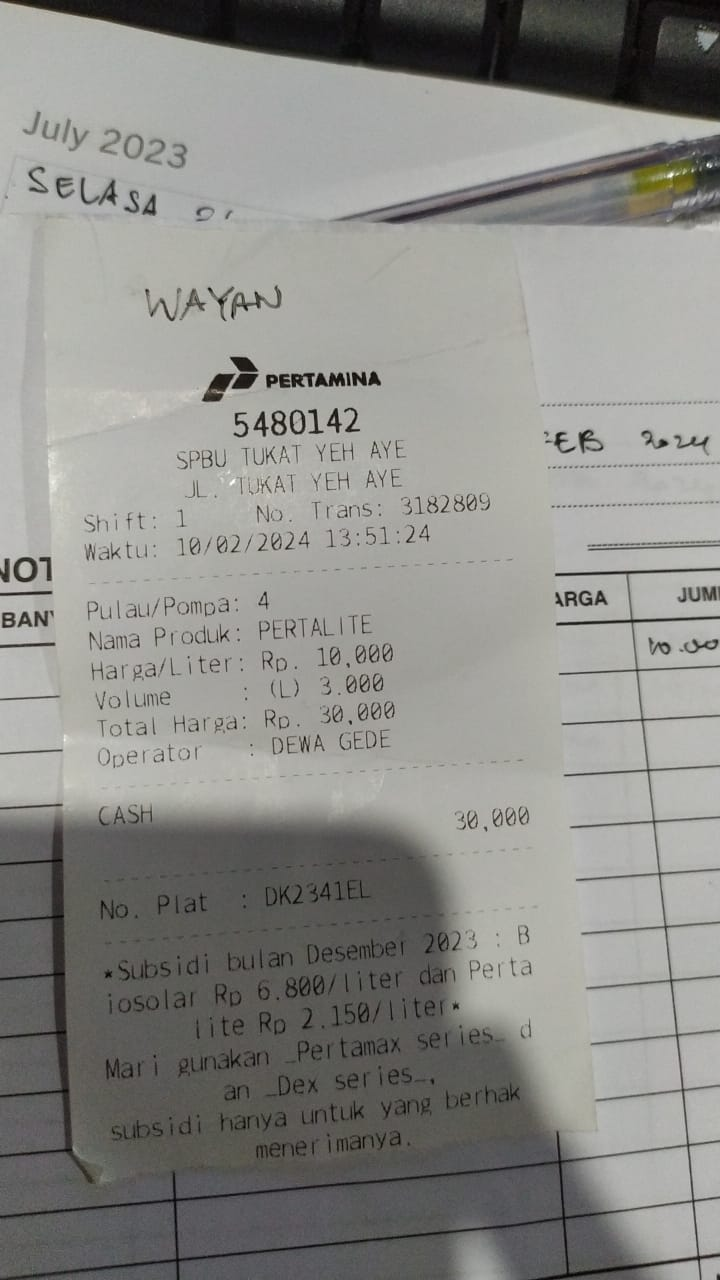 July 2023
SELASA
WAYAN
PERTAMINA
5480142
SPBU TUKAT YEH AYE
JL. TUKAT YEH AYE
Shift: 1 No. Trans: 3182809
Waktu: 10/02/2024 13:51:24
Pulau/Pompa: 4
Nama Produk: PERTALITE
Harga/Liter: Rp. 10,000
Volume : (L) 3.000
Total Harga: Rp. 30,000
Operator : DEWA GEDE
CASH 30,000
No. Plat : DK2341EL
*Subsidi bulan Desember 2023 : B
iosolar Rp 6.800/liter dan Perta
lite Rp 2.150/liter*
Mari gunakan _Pertamax series_ d
an _Dex series_,
subsidi hanya untuk yang berhak
menerimanya.
FEB 2024
NOT
BANY
ARGA JUML